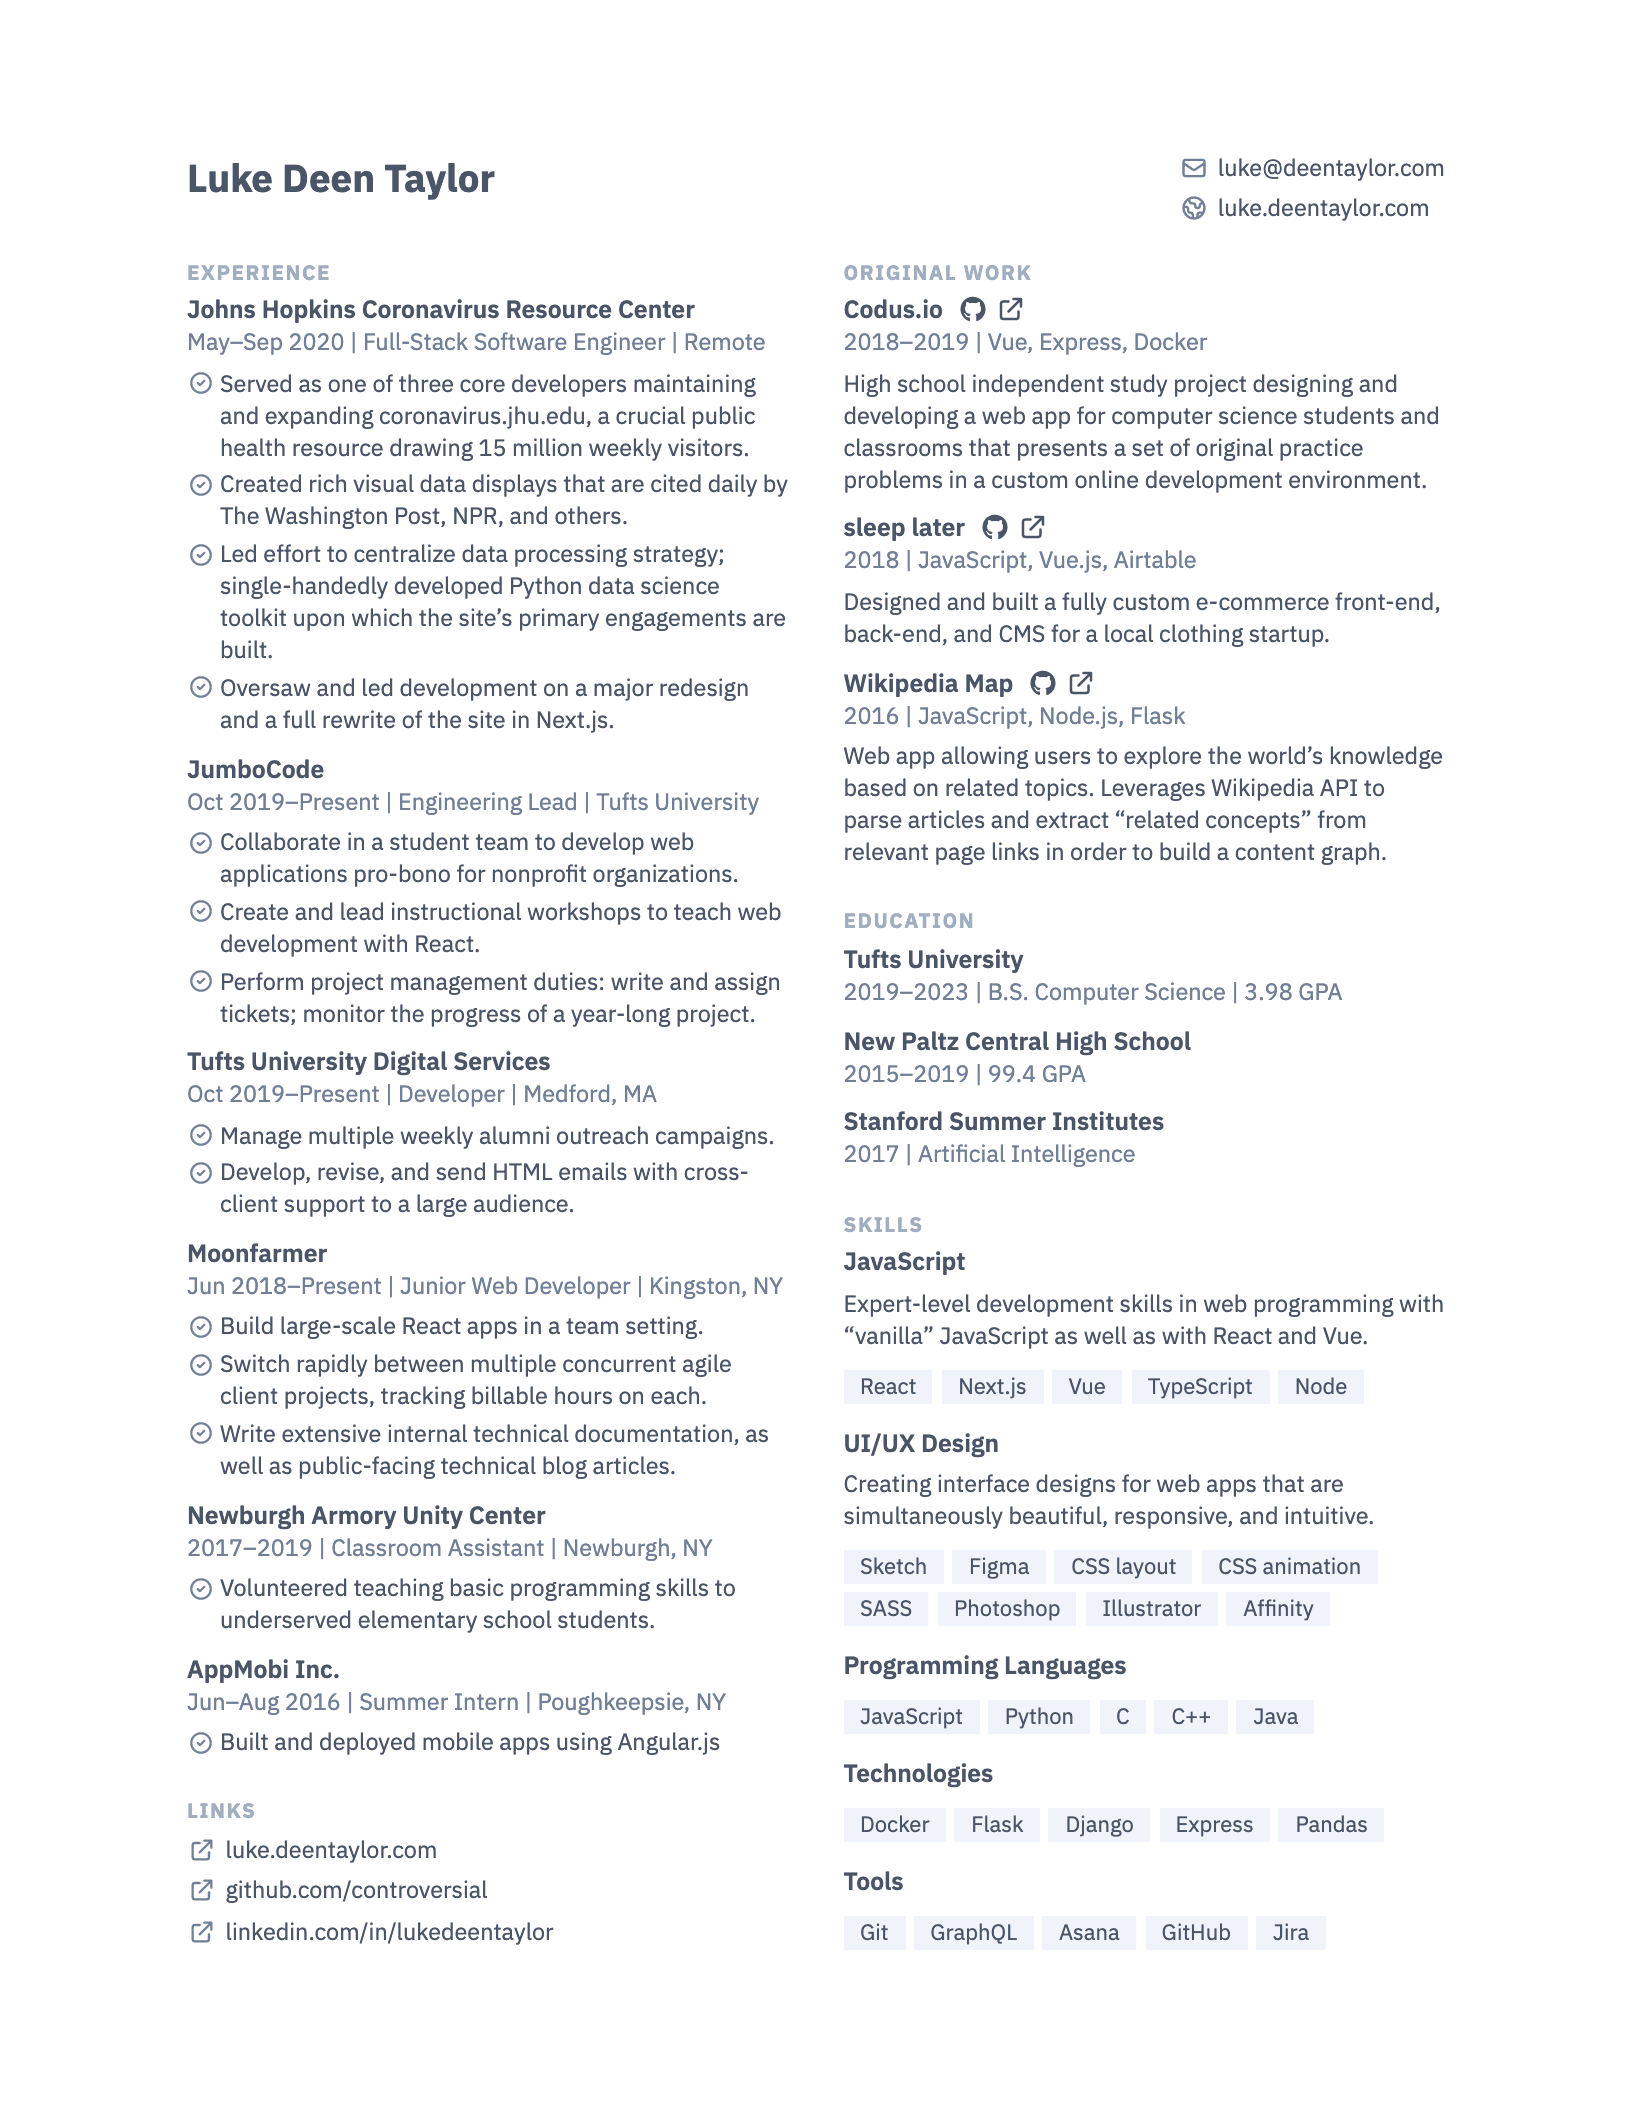 Luke Deen Taylor
luke@deentaylor.com
luke.deentaylor.com
EXPERIENCE
Johns Hopkins Coronavirus Resource Center
May–Sep 2020 | Full-Stack Software Engineer | Remote
Served as one of three core developers maintaining
and expanding coronavirus.jhu.edu, a crucial public
health resource drawing 15 million weekly visitors.
Created rich visual data displays that are cited daily by
The Washington Post, NPR, and others.
Led effort to centralize data processing strategy;
single-handedly developed Python data science
toolkit upon which the site’s primary engagements are
built.
Oversaw and led development on a major redesign
and a full rewrite of the site in Next.js.
JumboCode
Oct 2019–Present | Engineering Lead | Tufts University
Collaborate in a student team to develop web
applications pro-bono for nonprofit organizations.
Create and lead instructional workshops to teach web
development with React.
Perform project management duties: write and assign
tickets; monitor the progress of a year-long project.
Tufts University Digital Services
Oct 2019–Present | Developer | Medford, MA
Manage multiple weekly alumni outreach campaigns.
Develop, revise, and send HTML emails with cross-
client support to a large audience.
Moonfarmer
Jun 2018–Present | Junior Web Developer | Kingston, NY
Build large-scale React apps in a team setting.
Switch rapidly between multiple concurrent agile
client projects, tracking billable hours on each.
Write extensive internal technical documentation, as
well as public-facing technical blog articles.
Newburgh Armory Unity Center
2017–2019 | Classroom Assistant | Newburgh, NY
Volunteered teaching basic programming skills to
underserved elementary school students.
AppMobi Inc.
Jun–Aug 2016 | Summer Intern | Poughkeepsie, NY
Built and deployed mobile apps using Angular.js
LINKS
luke.deentaylor.com
github.com/controversial
linkedin.com/in/lukedeentaylor
ORIGINAL WORK
Codus.io
2018–2019 | Vue, Express, Docker
High school independent study project designing and
developing a web app for computer science students and
classrooms that presents a set of original practice
problems in a custom online development environment.
sleep later
2018 | JavaScript, Vue.js, Airtable
Designed and built a fully custom e-commerce front-end,
back-end, and CMS for a local clothing startup.
Wikipedia Map
2016 | JavaScript, Node.js, Flask
Web app allowing users to explore the world’s knowledge
based on related topics. Leverages Wikipedia API to
parse articles and extract “related concepts” from
relevant page links in order to build a content graph.
EDUCATION
Tufts University
2019–2023 | B.S. Computer Science | 3.98 GPA
New Paltz Central High School
2015–2019 | 99.4 GPA
Stanford Summer Institutes
2017 | Artificial Intelligence
SKILLS
JavaScript
Expert-level development skills in web programming with
“vanilla” JavaScript as well as with React and Vue.
React Next.js Vue TypeScript Node
UI/UX Design
Creating interface designs for web apps that are
simultaneously beautiful, responsive, and intuitive.
Sketch Figma CSS layout CSS animation
SASS Photoshop Illustrator Affinity
Programming Languages
JavaScript Python C C++ Java
Technologies
Docker Flask Django Express Pandas
Tools
Git GraphQL Asana GitHub Jira